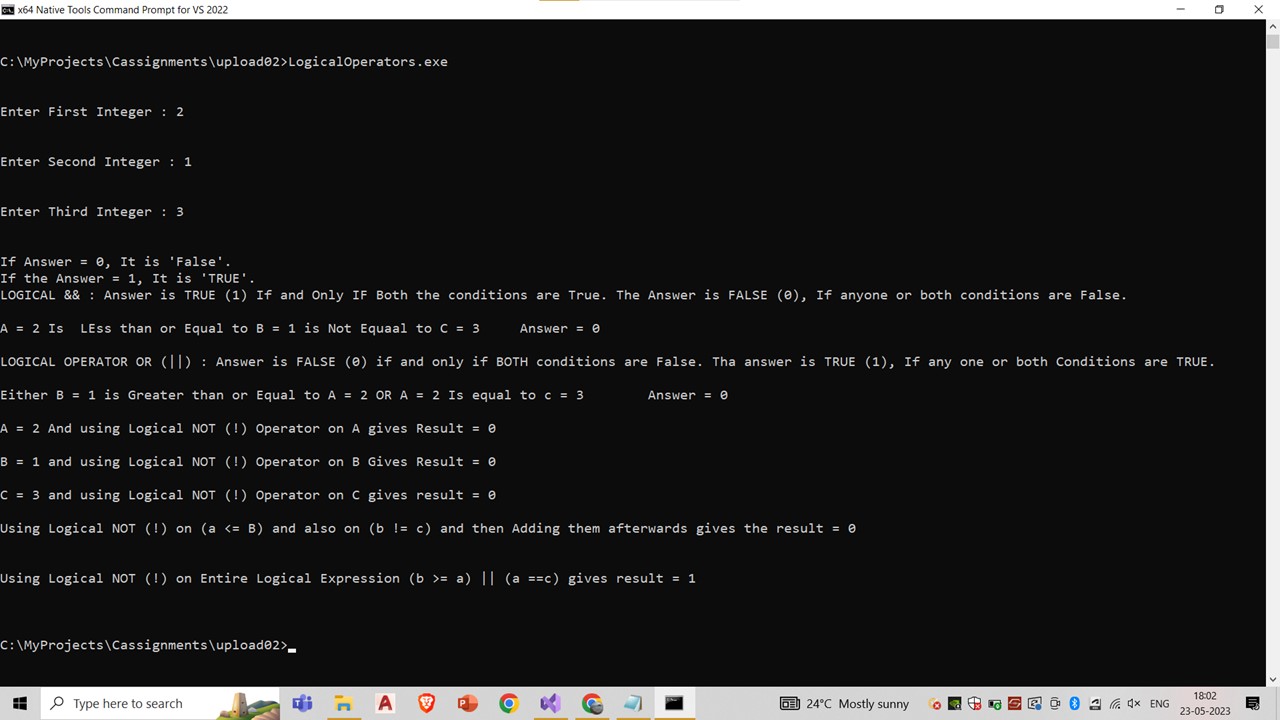 x64 Native Tools Command Prompt for VS 2022
C:\MyProjects\Cassignments\upload02>LogicalOperators.exe
Enter First Integer : 2
Enter Second Integer : 1
Enter Third Integer : 3
If Answer = 0, It is 'False'.
If the Answer = 1, It is 'TRUE'.
LOGICAL && : Answer is TRUE (1) If and Only IF Both the conditions are True. The Answer is FALSE (0), If anyone or both conditions are False.
A = 2 Is  LEss than or Equal to B = 1 is Not Equaal to C = 3     Answer = 0
LOGICAL OPERATOR OR (||) : Answer is FALSE (0) if and only if BOTH conditions are False. Tha answer is TRUE (1), If any one or both Conditions are TRUE.
Either B = 1 is Greater than or Equal to A = 2 OR A = 2 Is equal to c = 3        Answer = 0
A = 2 And using Logical NOT (!) Operator on A gives Result = 0
B = 1 and using Logical NOT (!) Operator on B Gives Result = 0
C = 3 and using Logical NOT (!) Operator on C gives result = 0
Using Logical NOT (!) on (a <= B) and also on (b != c) and then Adding them afterwards gives the result = 0
Using Logical NOT (!) on Entire Logical Expression (b >= a) || (a ==c) gives result = 1
C:\MyProjects\Cassignments\upload02>
Type here to search
24°C Mostly sunny
ENG
18:02
23-05-2023